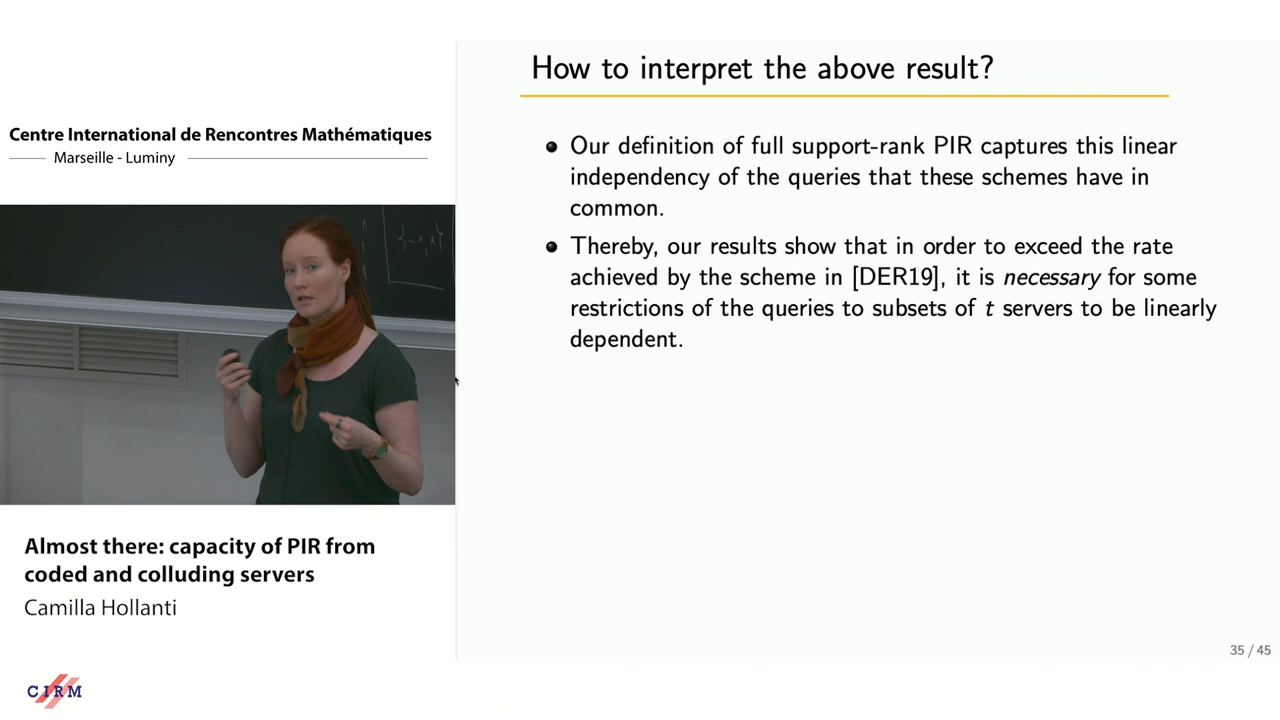 Centre International de Rencontres Mathématiques
Marseille - Luminy
Almost there: capacity of PIR from
coded and colluding servers
Camilla Hollanti
CIRM
How to interpret the above result?
Our definition of full support-rank PIR captures this linear
independency of the queries that these schemes have in
common.
Thereby, our results show that in order to exceed the rate
achieved by the scheme in [DER19], it is necessary for some
restrictions of the queries to subsets of t servers to be linearly
dependent.
35 / 45